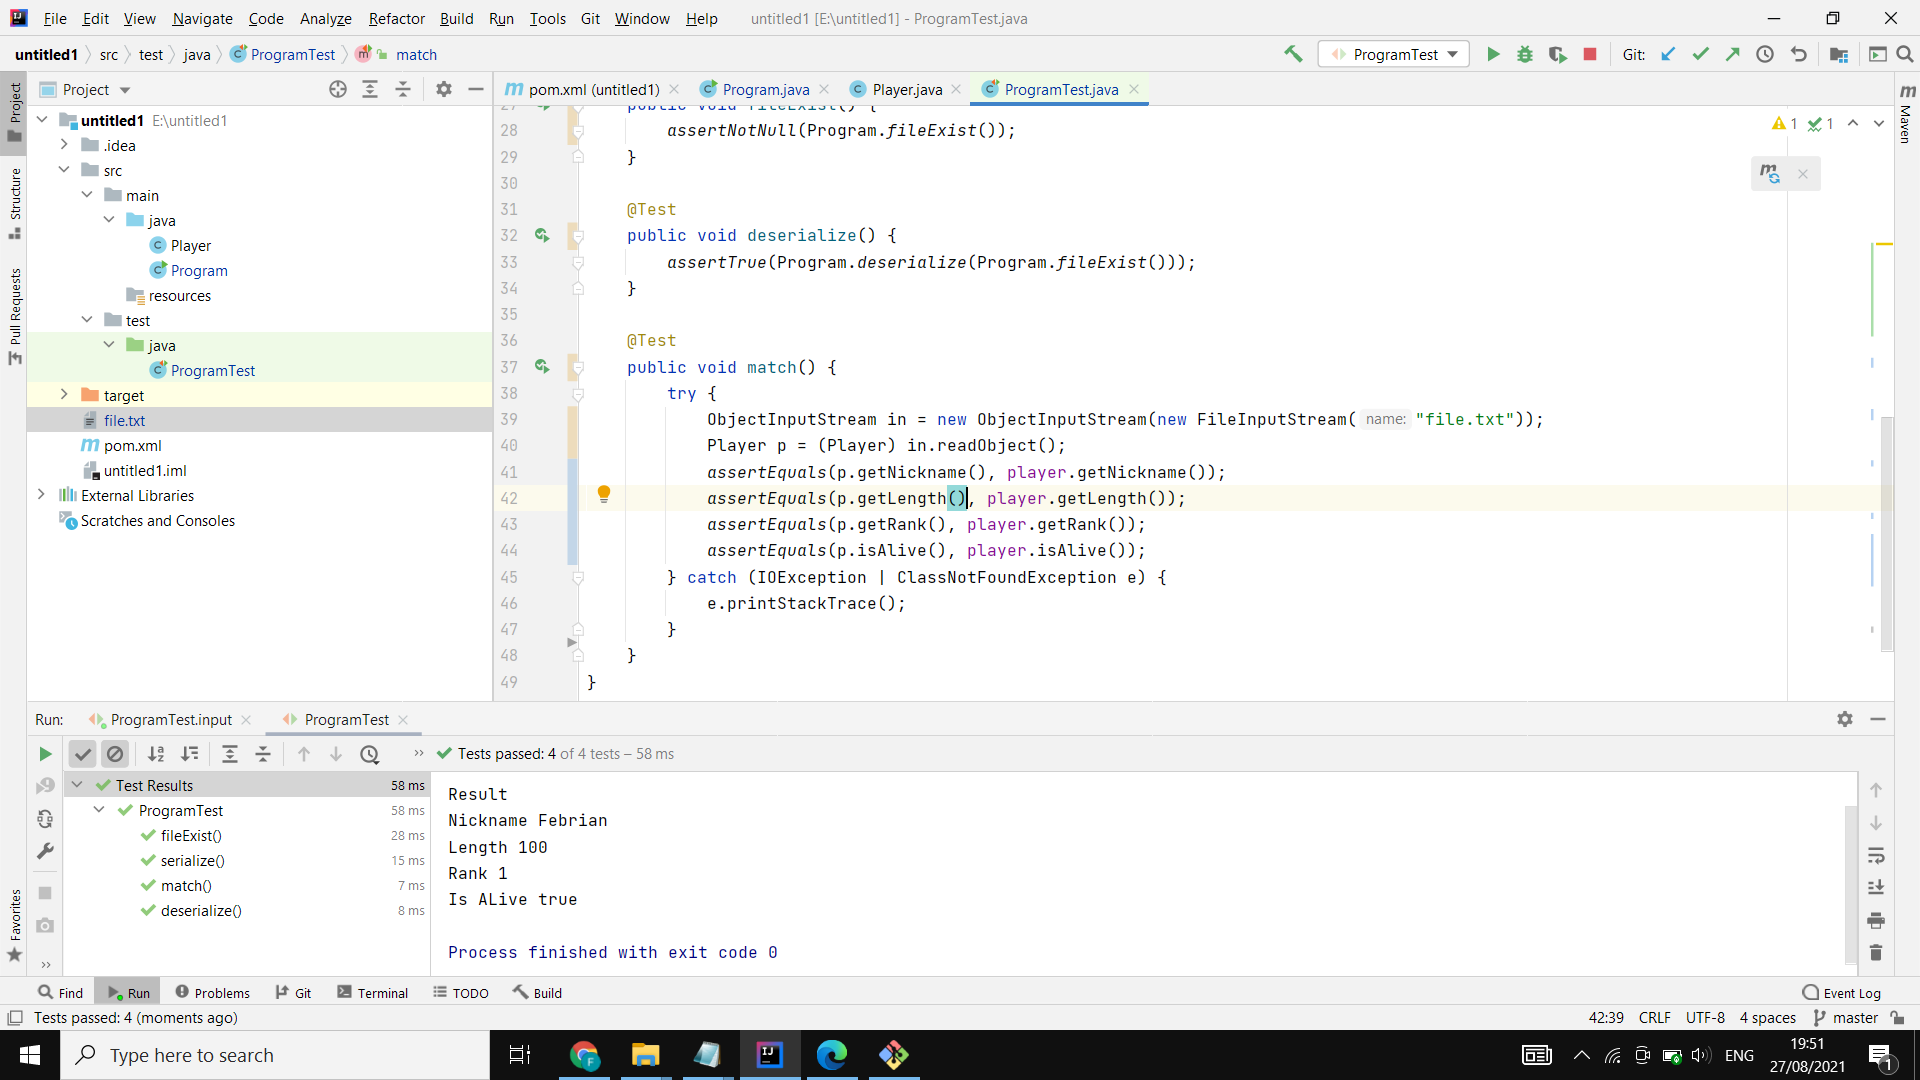 File Edit View Navigate Code Analyze Refactor Build Run Tools Git Window Help untitled1 [E:\untitled1] - ProgramTest.java
untitled1 src test java ProgramTest match ProgramTest Git:
Project
pom.xml (untitled1) Program.java Player.java ProgramTest.java
untitled1 E:\untitled1
.idea
src
main
java
Player
Program
resources
test
java
ProgramTest
target
file.txt
pom.xml
untitled1.iml
External Libraries
Scratches and Consoles
Project
Structure
Pull Requests
Favorites
Maven
1 1
27 public void fileExist() {
28 assertNotNull(Program.fileExist());
29 }
30
31 @Test
32 public void deserialize() {
33 assertTrue(Program.deserialize(Program.fileExist()));
34 }
35
36 @Test
37 public void match() {
38 try {
39 ObjectInputStream in = new ObjectInputStream(new FileInputStream( name: "file.txt"));
40 Player p = (Player) in.readObject();
41 assertEquals(p.getNickname(), player.getNickname());
42 assertEquals(p.getLength(), player.getLength());
43 assertEquals(p.getRank(), player.getRank());
44 assertEquals(p.isAlive(), player.isAlive());
45 } catch (IOException | ClassNotFoundException e) {
46 e.printStackTrace();
47 }
48 }
49 }
Run: ProgramTest.input ProgramTest
Tests passed: 4 of 4 tests – 58 ms
Test Results 58 ms
ProgramTest 58 ms
fileExist() 28 ms
serialize() 15 ms
match() 7 ms
deserialize() 8 ms
Result
Nickname Febrian
Length 100
Rank 1
Is ALive true
Process finished with exit code 0
Find Run Problems Git Terminal TODO Build Event Log
Tests passed: 4 (moments ago) 42:39 CRLF UTF-8 4 spaces master
Type here to search ENG 19:51
27/08/2021
1